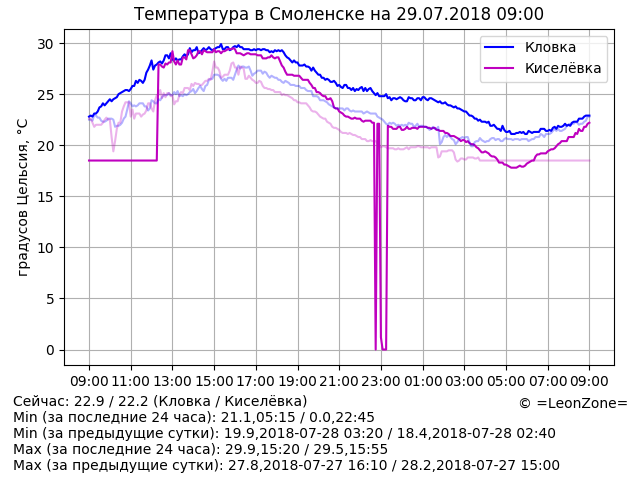 Температура в Смоленске на 29.07.2018 09:00
градусов Цельсия, °C
30
25
20
15
10
5
0
Кловка
Киселёвка
09:00 11:00 13:00 15:00 17:00 19:00 21:00 23:00 01:00 03:00 05:00 07:00 09:00
Сейчас: 22.9 / 22.2 (Кловка / Киселёвка)
© =LeonZone=
Min (за последние 24 часа): 21.1,05:15 / 0.0,22:45
Min (за предыдущие сутки): 19.9,2018-07-28 03:20 / 18.4,2018-07-28 02:40
Max (за последние 24 часа): 29.9,15:20 / 29.5,15:55
Max (за предыдущие сутки): 27.8,2018-07-27 16:10 / 28.2,2018-07-27 15:00